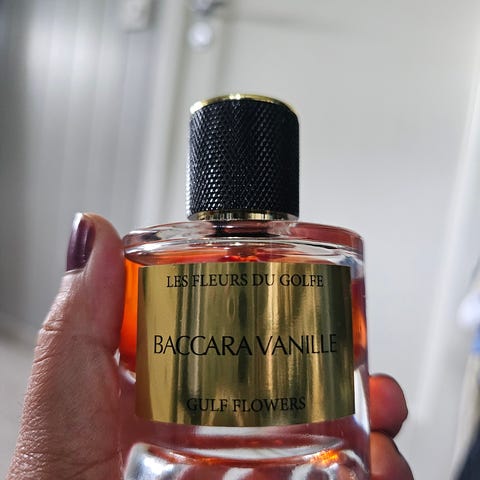 LES FLEURS DU GOLFE
BACCARA VANILLE
GULF FLOWERS